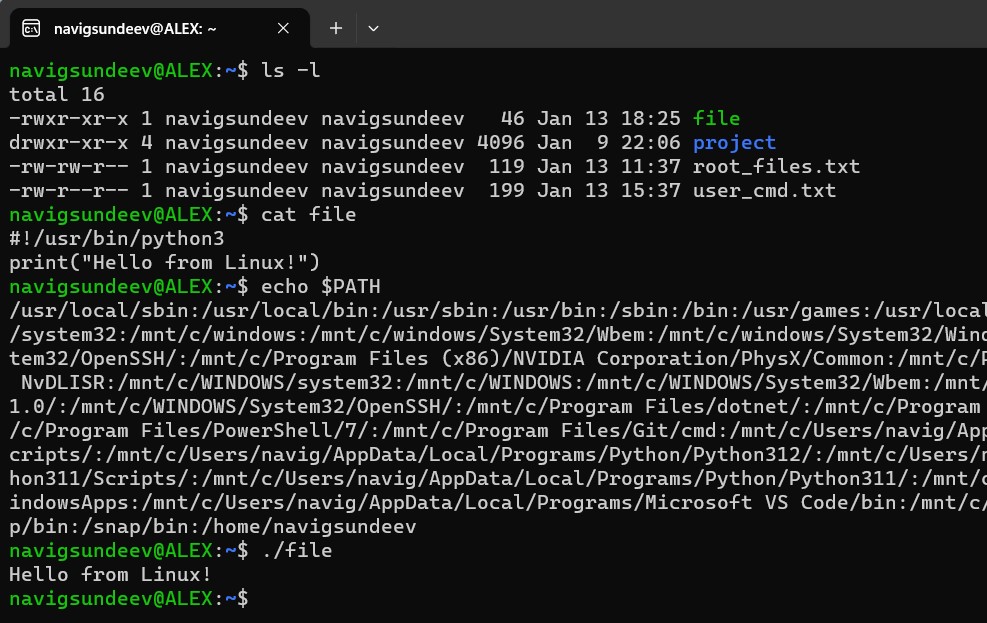 navigsundeev@ALEX: ~
navigsundeev@ALEX:~$ ls -l
total 16
-rwxr-xr-x 1 navigsundeev navigsundeev   46 Jan 13 18:25 file
drwxr-xr-x 4 navigsundeev navigsundeev 4096 Jan  9 22:06 project
-rw-rw-r-- 1 navigsundeev navigsundeev  119 Jan 13 11:37 root_files.txt
-rw-r--r-- 1 navigsundeev navigsundeev  199 Jan 13 15:37 user_cmd.txt
navigsundeev@ALEX:~$ cat file
#!/usr/bin/python3
print("Hello from Linux!")
navigsundeev@ALEX:~$ echo $PATH
/usr/local/sbin:/usr/local/bin:/usr/sbin:/usr/bin:/sbin:/bin:/usr/games:/usr/local
/system32:/mnt/c/windows:/mnt/c/windows/System32/Wbem:/mnt/c/windows/System32/Wind
tem32/OpenSSH/:/mnt/c/Program Files (x86)/NVIDIA Corporation/PhysX/Common:/mnt/c/P
 NvDLISR:/mnt/c/WINDOWS/system32:/mnt/c/WINDOWS:/mnt/c/WINDOWS/System32/Wbem:/mnt/
1.0/:/mnt/c/WINDOWS/System32/OpenSSH/:/mnt/c/Program Files/dotnet/:/mnt/c/Program
/c/Program Files/PowerShell/7/:/mnt/c/Program Files/Git/cmd:/mnt/c/Users/navig/App
cripts/:/mnt/c/Users/navig/AppData/Local/Programs/Python/Python312/:/mnt/c/Users/n
hon311/Scripts/:/mnt/c/Users/navig/AppData/Local/Programs/Python/Python311/:/mnt/c
indowsApps:/mnt/c/Users/navig/AppData/Local/Programs/Microsoft VS Code/bin:/mnt/c/
p/bin:/snap/bin:/home/navigsundeev
navigsundeev@ALEX:~$ ./file
Hello from Linux!
navigsundeev@ALEX:~$